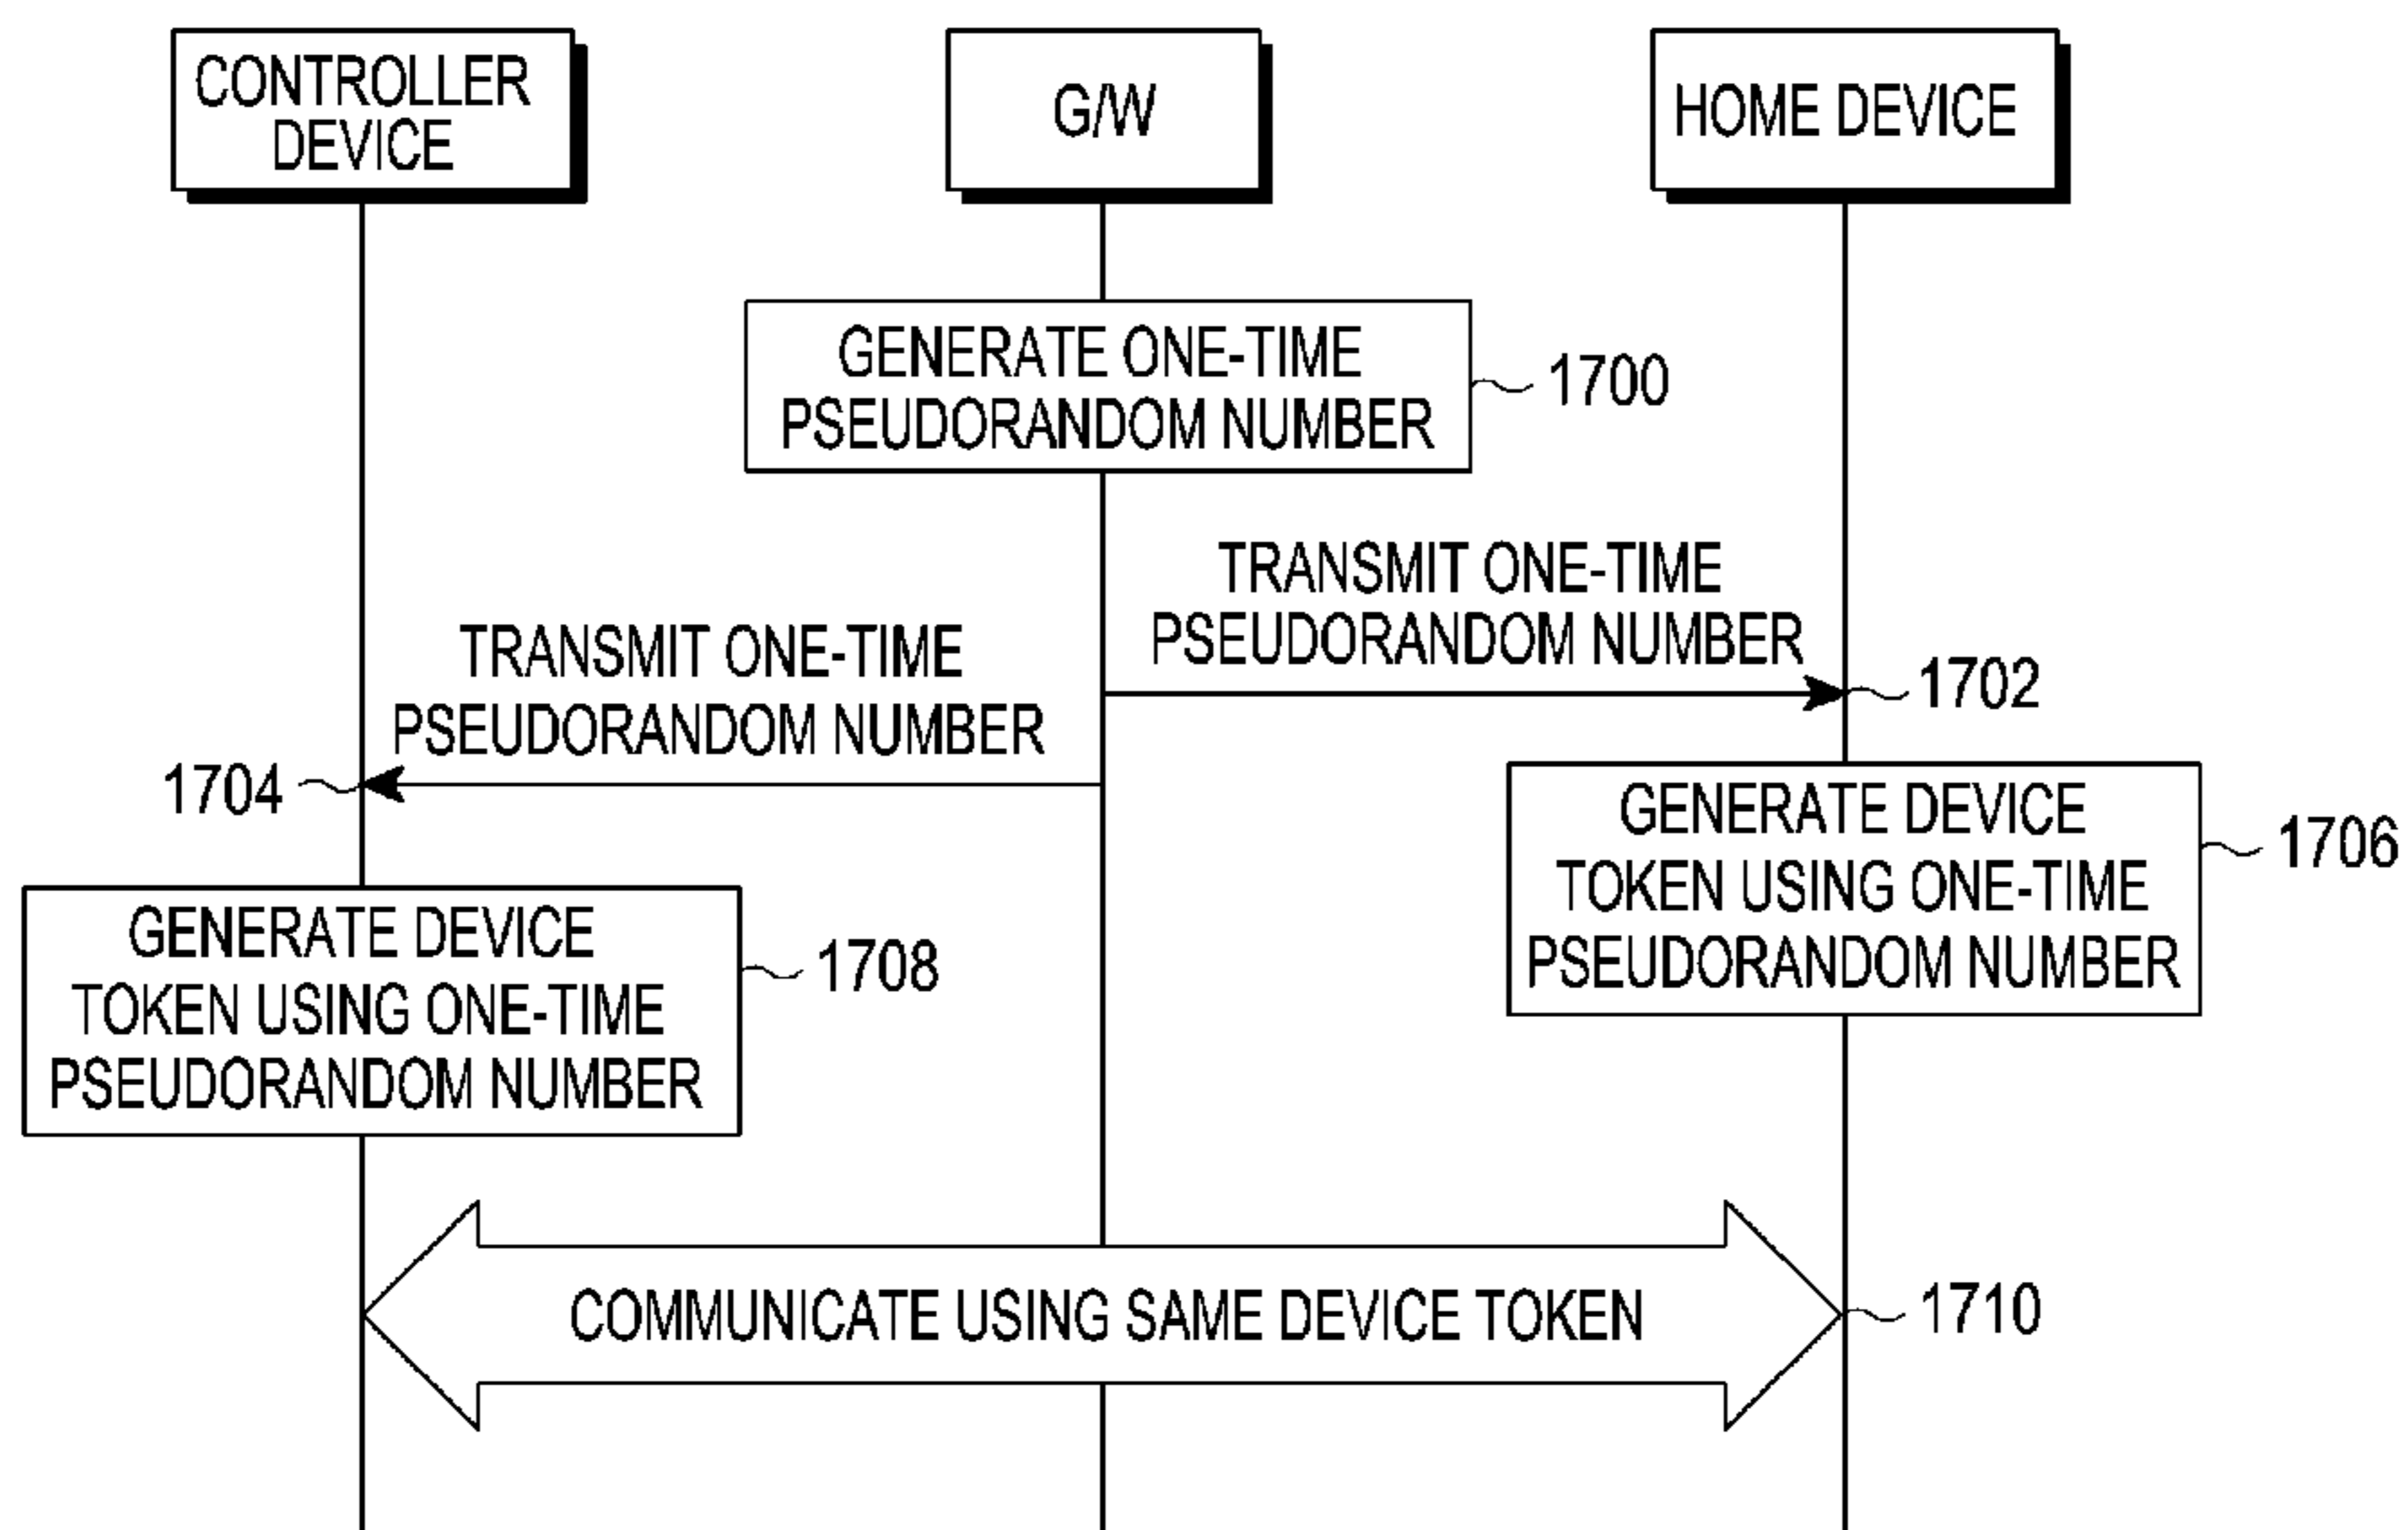 CONTROLLER
DEVICE
G/W
HOME DEVICE
GENERATE ONE-TIME
PSEUDORANDOM NUMBER
1700
TRANSMIT ONE-TIME
PSEUDORANDOM NUMBER
1702
TRANSMIT ONE-TIME
PSEUDORANDOM NUMBER
1704
GENERATE DEVICE
TOKEN USING ONE-TIME
PSEUDORANDOM NUMBER
1706
GENERATE DEVICE
TOKEN USING ONE-TIME
PSEUDORANDOM NUMBER
1708
COMMUNICATE USING SAME DEVICE TOKEN
1710